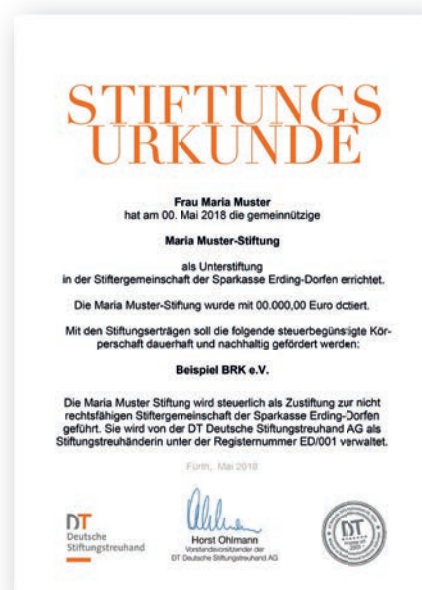 STIFTUNGS
URKUNDE
Frau Maria Muster
hat am 00. Mai 2018 die gemeinnützige
Maria Muster-Stiftung
als Unterstiftung
in der Stiftergemeinschaft der Sparkasse Erding-Dorfen errichtet.
Die Maria Muster-Stiftung wurde mit 00.000,00 Euro dotiert.
Mit den Stiftungserträgen soll die folgende steuerbegünstigte Kör-
perschaft dauerhaft und nachhaltig gefördert werden:
Beispiel BRK e.V.
Die Maria Muster Stiftung wird steuerlich als Zustiftung zur nicht
rechtsfähigen Stiftergemeinschaft der Sparkasse Erding-Dorfen
geführt. Sie wird von der DT Deutsche Stiftungstreuhand AG als
Stiftungstreuhänderin unter der Registernummer ED/001 verwaltet.
Fürth, Mai 2018
DT
Deutsche
Stiftungstreuhand
Horst Ohlmann
Vorstandsvorsitzender der
DT Deutsche Stiftungstreuhand AG
DT